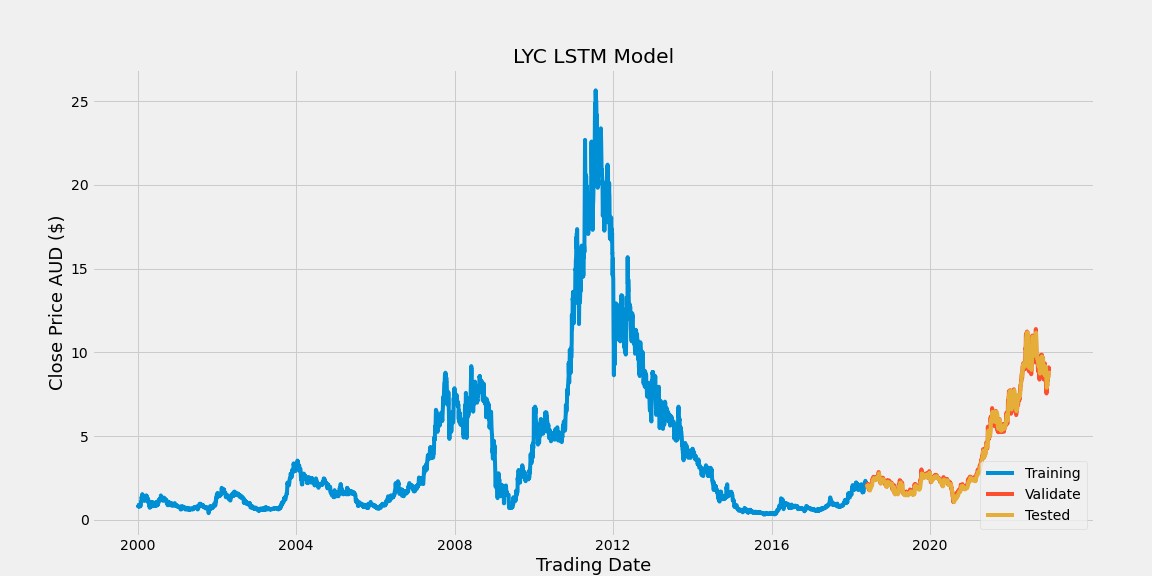 LYC LSTM Model
Close Price AUD ($)
25
20
15
10
5
0
2000 2004 2008 2012 2016 2020
Trading Date
Training
Validate
Tested